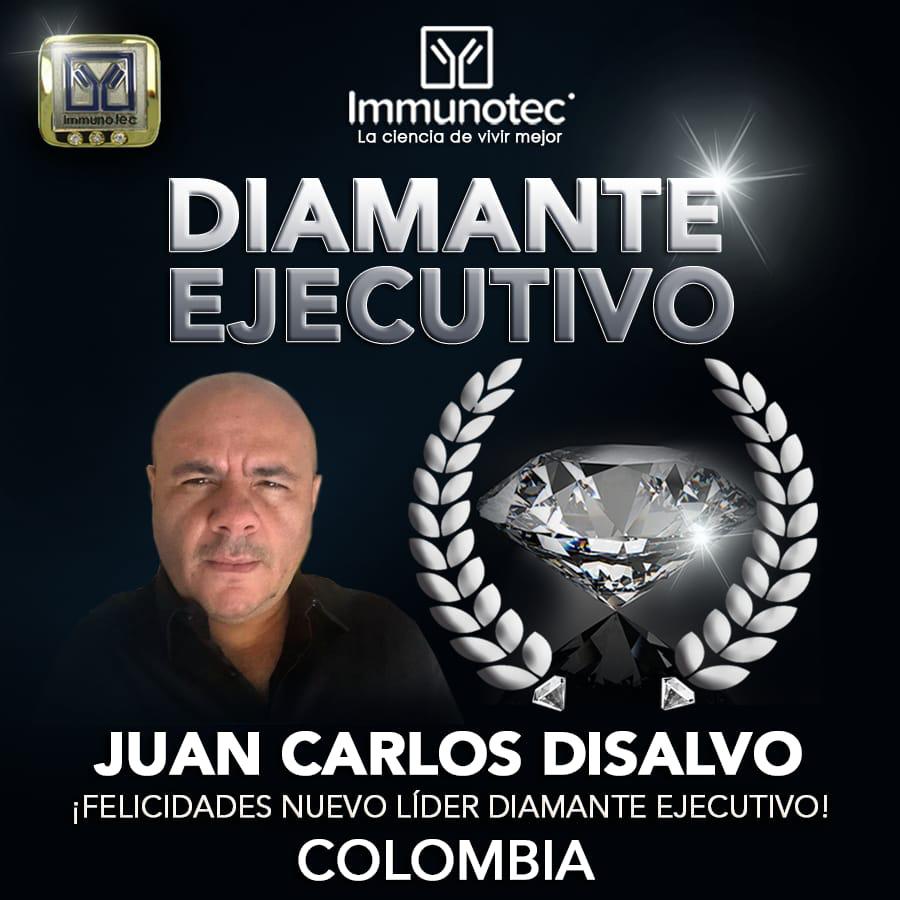 Immunotec
Immunotec
La ciencia de vivir mejor
DIAMANTE
EJECUTIVO
JUAN CARLOS DISALVO
¡FELICIDADES NUEVO LÍDER DIAMANTE EJECUTIVO!
COLOMBIA